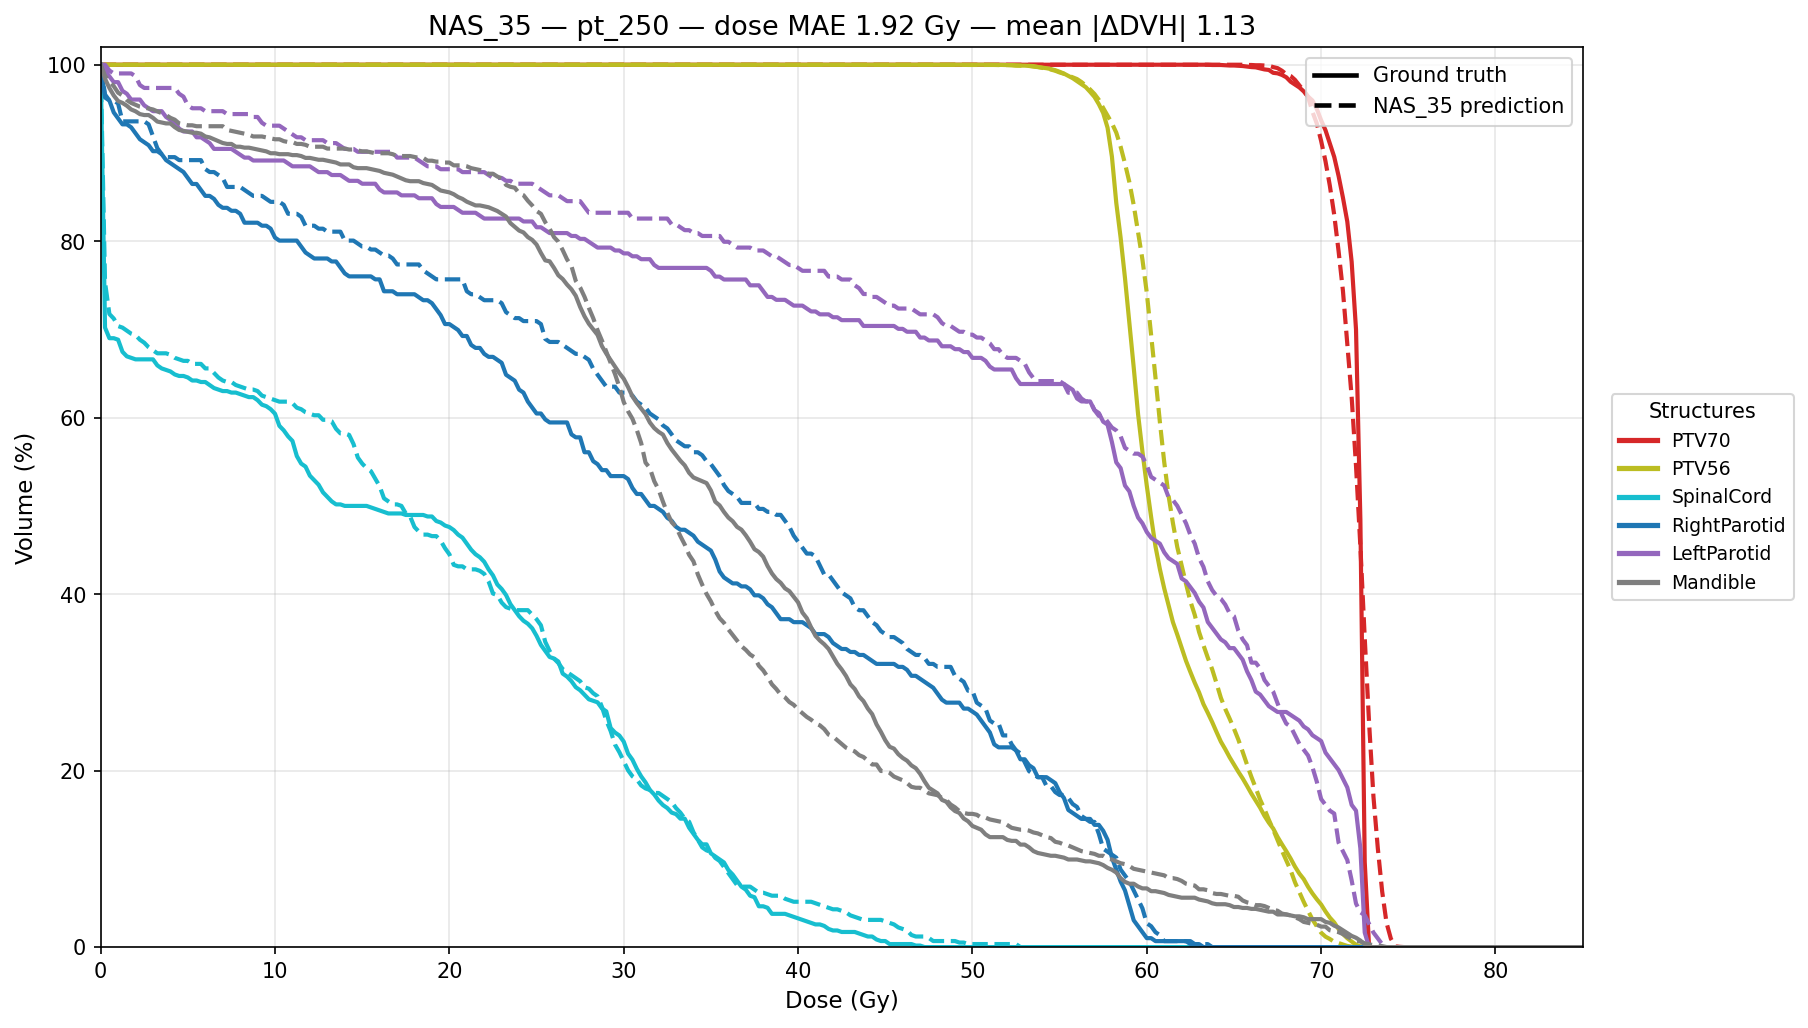 NAS_35 — pt_250 — dose MAE 1.92 Gy — mean |ΔDVH| 1.13
Ground truth
NAS_35 prediction
100
80
60
40
20
0
Volume (%)
0 10 20 30 40 50 60 70 80
Dose (Gy)
Structures
PTV70
PTV56
SpinalCord
RightParotid
LeftParotid
Mandible